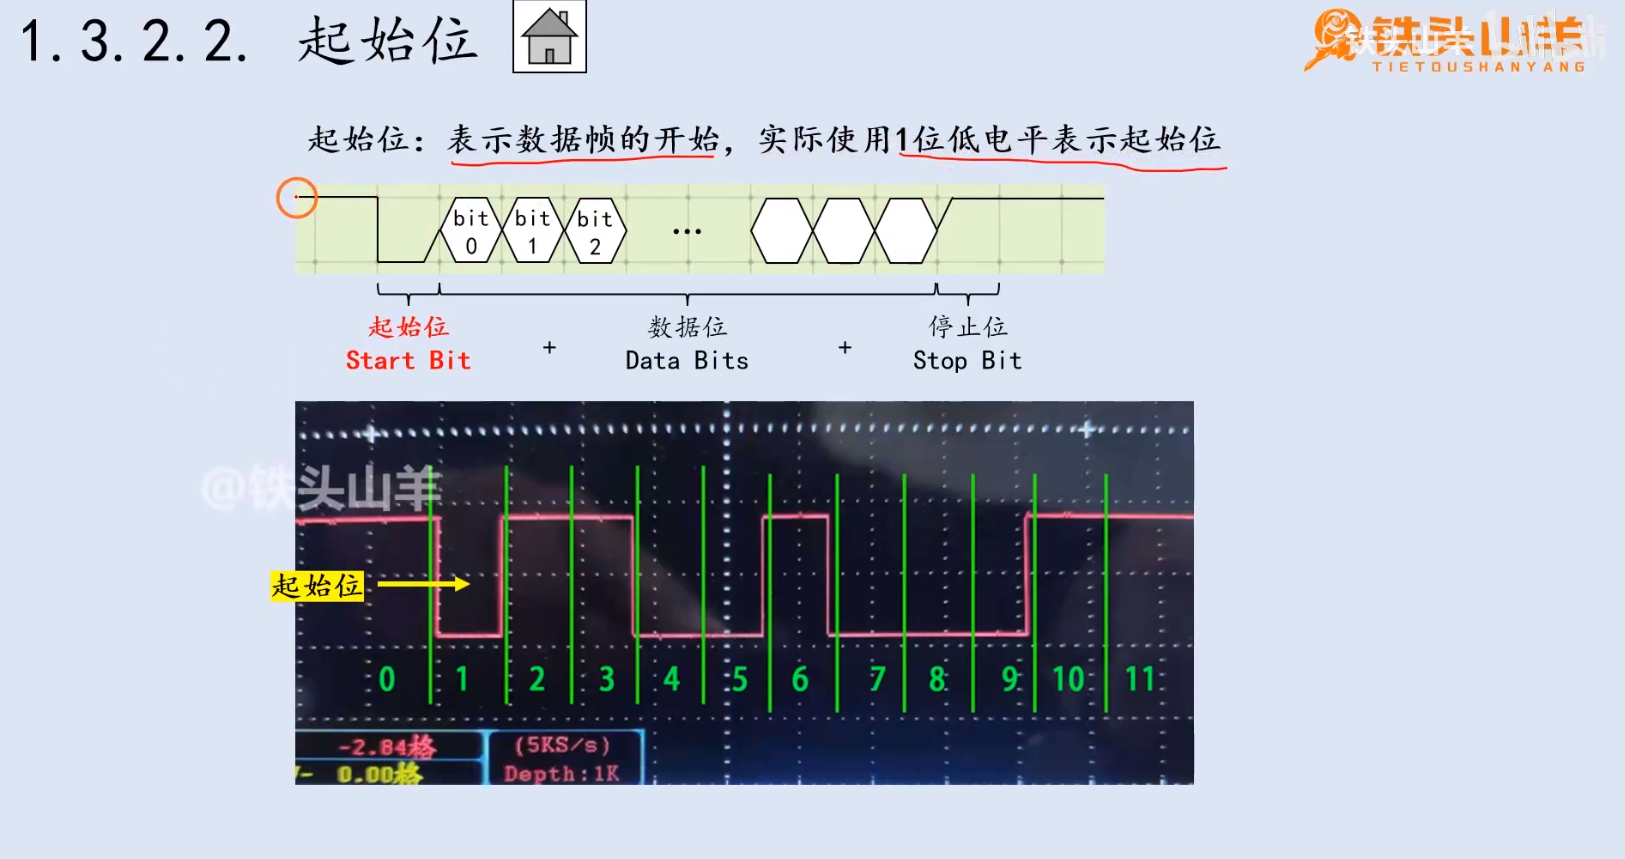 1.3.2.2. 起始位
铁头山羊
TIETOUSHANYANG
起始位：表示数据帧的开始，实际使用1位低电平表示起始位
bit 0
bit 1
bit 2
...
起始位
Start Bit
+
数据位
Data Bits
+
停止位
Stop Bit
@铁头山羊
起始位
0 1 2 3 4 5 6 7 8 9 10 11
-2.84格
0.00格
(5KS/s)
Depth:1K